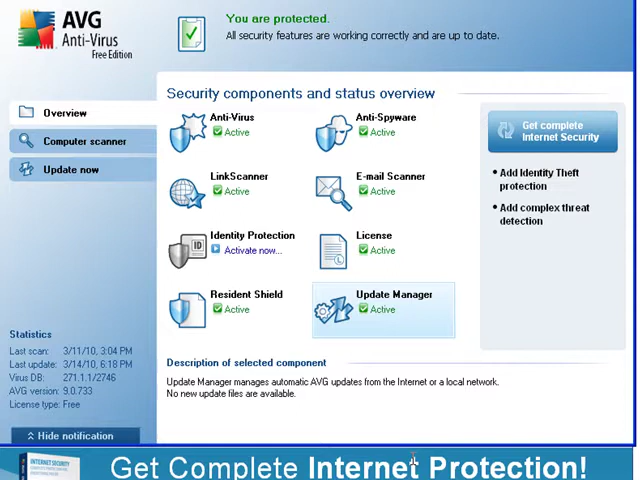 AVG
Anti-Virus
Free Edition
You are protected.
All security features are working correctly and are up to date.
Overview
Computer scanner
Update now
Security components and status overview
Anti-Virus
Active
Anti-Spyware
Active
LinkScanner
Active
E-mail Scanner
Active
Identity Protection
Activate now...
License
Active
Resident Shield
Active
Update Manager
Active
Get complete
Internet Security
• Add Identity Theft
protection
• Add complex threat
detection
Statistics
Last scan: 3/11/10, 3:04 PM
Last update: 3/14/10, 6:18 PM
Virus DB: 271.1.1/2746
AVG version: 9.0.733
License type: Free
Description of selected component
Update Manager manages automatic AVG updates from the Internet or a local network.
No new update files are available.
Hide notification
INTERNET SECURITY
Get Complete Internet Protection!